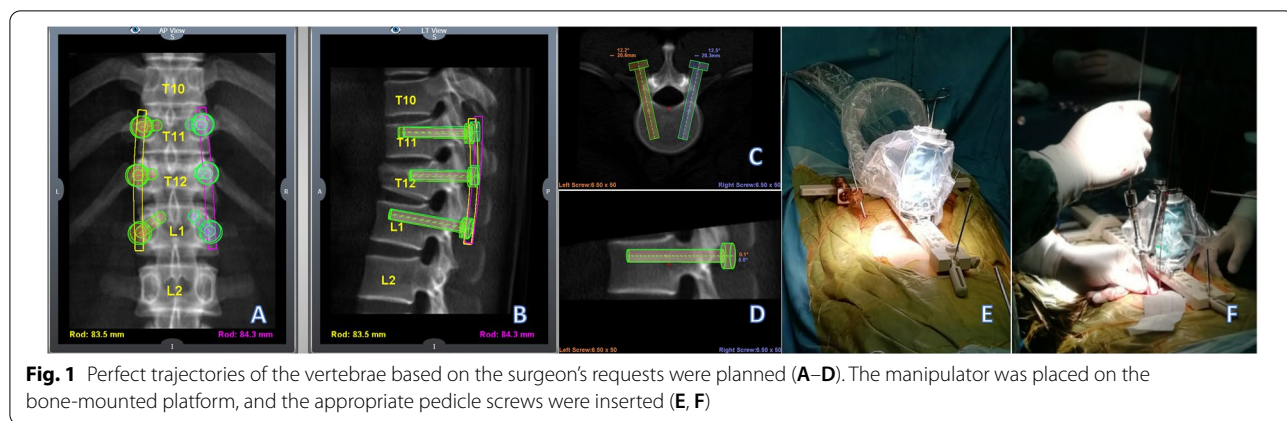 AP View
S
T10
T11
T12
L1
L2
L
R
A
Rod: 83.5 mm
Rod: 84.3 mm
I
LT View
S
T10
T11
T12
L1
L2
A
P
B
Rod: 83.5 mm
Rod: 84.3 mm
I
12.2°
20.6mm
12.5°
20.3mm
C
Left Screw:6.50 x 50
Right Screw:6.50 x 50
D
Left Screw:6.50 x 50
Right Screw:6.50 x 50
E
F
Fig. 1 Perfect trajectories of the vertebrae based on the surgeon's requests were planned (A–D). The manipulator was placed on the
bone-mounted platform, and the appropriate pedicle screws were inserted (E, F)